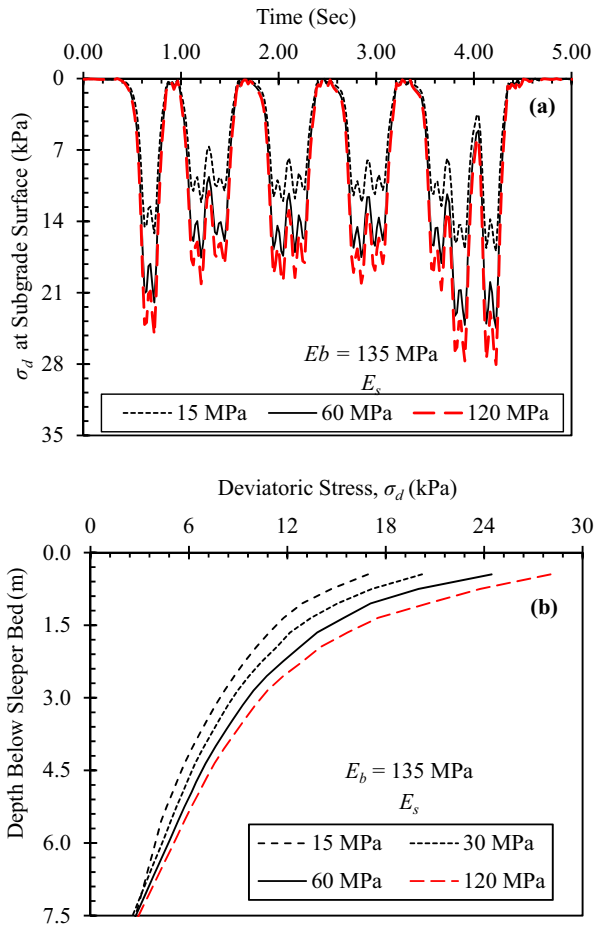 Time (Sec)
0.00 1.00 2.00 3.00 4.00 5.00
0
7
14
21
28
35
σd at Subgrade Surface (kPa)
(a)
Eb = 135 MPa
Es
15 MPa 60 MPa 120 MPa
Deviatoric Stress, σd (kPa)
0 6 12 18 24 30
0.0
1.5
3.0
4.5
6.0
7.5
Depth Below Sleeper Bed (m)
(b)
Eb = 135 MPa
Es
15 MPa 30 MPa
60 MPa 120 MPa